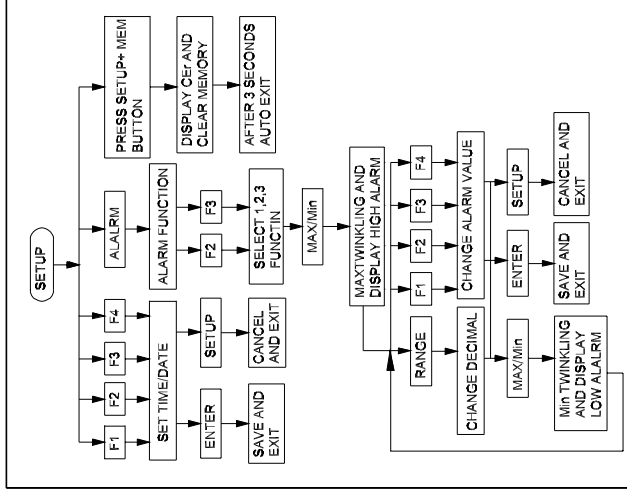 SETUP
F1
F2
F3
F4
SET TIME/DATE
ENTER
SETUP
SAVE AND
EXIT
CANCEL
AND EXIT
ALALRM
ALARM FUNCTION
F2
F3
SELECT 1,2,3
FUNCTIN
MAX/Min
PRESS SETUP+ MEM
BUTTON
DISPLAY CEr AND
CLEAR MEMORY
AFTER 3 SECONDS
AUTO EXIT
MAXTWINKLING AND
DISPLAY HIGH ALARM
RANGE
F1
F2
F3
F4
CHANGE DECIMAL
CHANGE ALARM VALUE
MAX/Min
ENTER
SETUP
Min TWINKLING
AND DISPLAY
LOW ALALRM
SAVE AND
EXIT
CANCEL AND
EXIT